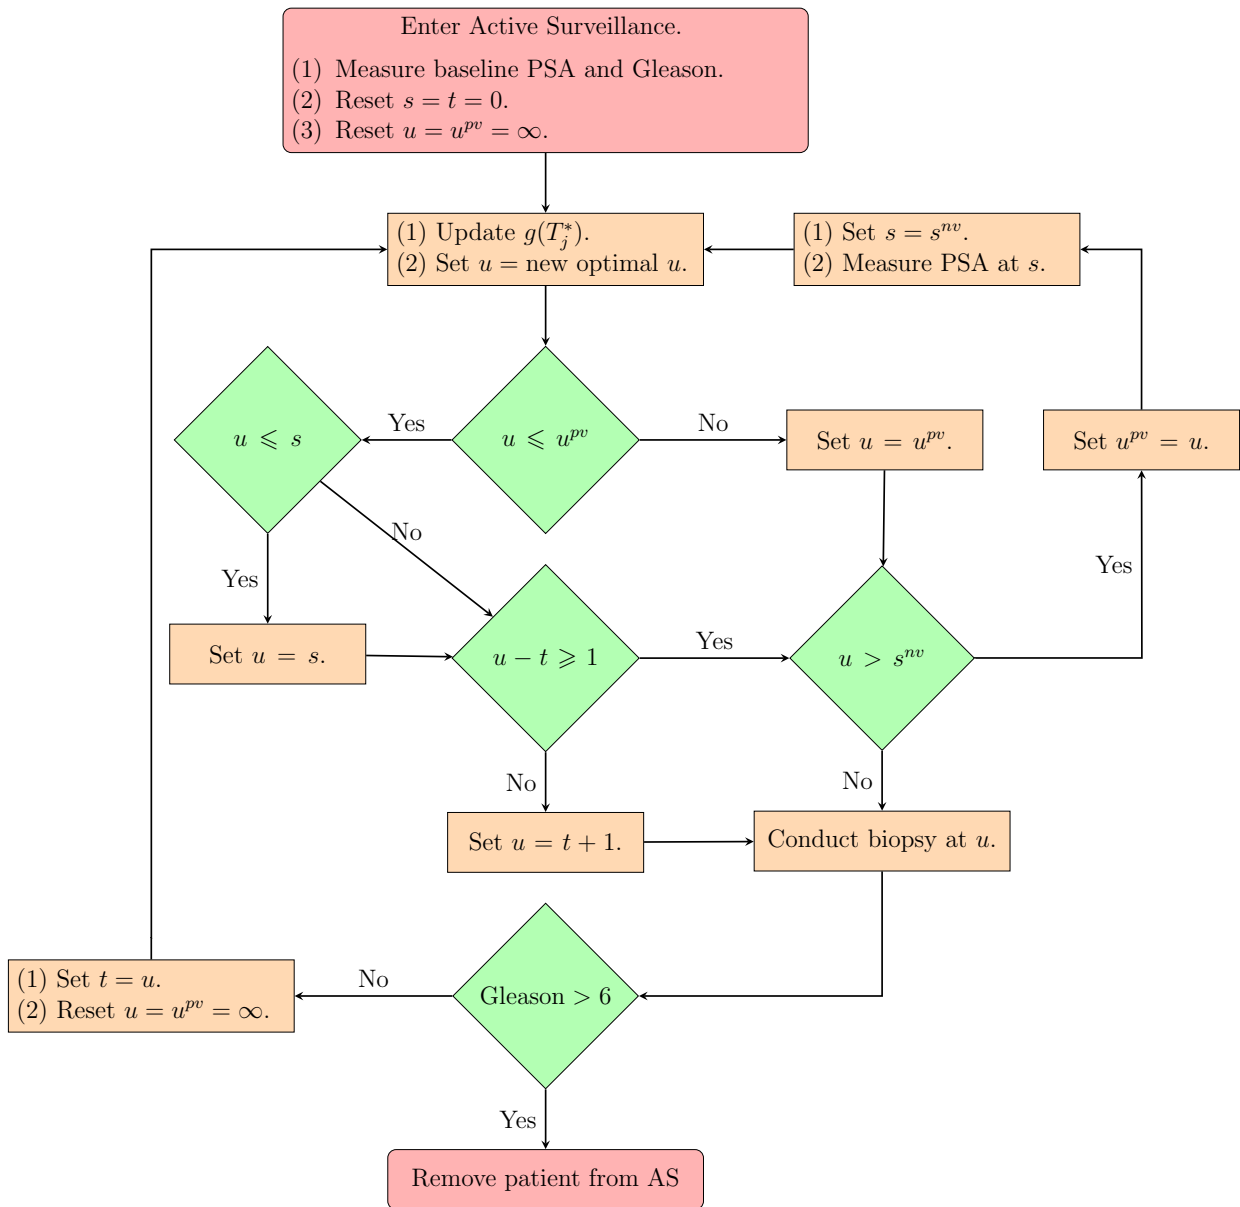 Enter Active Surveillance.
(1) Measure baseline PSA and Gleason.
(2) Reset s = t = 0.
(3) Reset u = u^{pv} = ∞.
(1) Update g(T_j^*).
(2) Set u = new optimal u.
(1) Set s = s^{nv}.
(2) Measure PSA at s.
u ⩽ s
Yes
u ⩽ u^{pv}
No
Set u = u^{pv}.
Set u^{pv} = u.
No
Yes
Yes
Set u = s.
u − t ⩾ 1
Yes
u > s^{nv}
No
No
Set u = t + 1.
Conduct biopsy at u.
(1) Set t = u.
(2) Reset u = u^{pv} = ∞.
No
Gleason > 6
Yes
Remove patient from AS